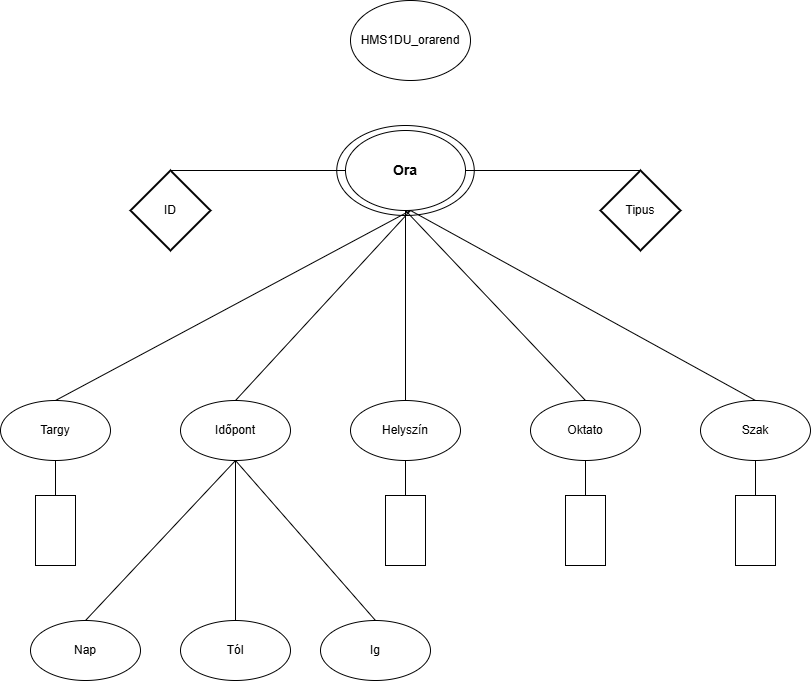 HMS1DU_orarend
Ora
ID
Tipus
Targy
Időpont
Helyszín
Oktato
Szak
Nap
Tól
Ig